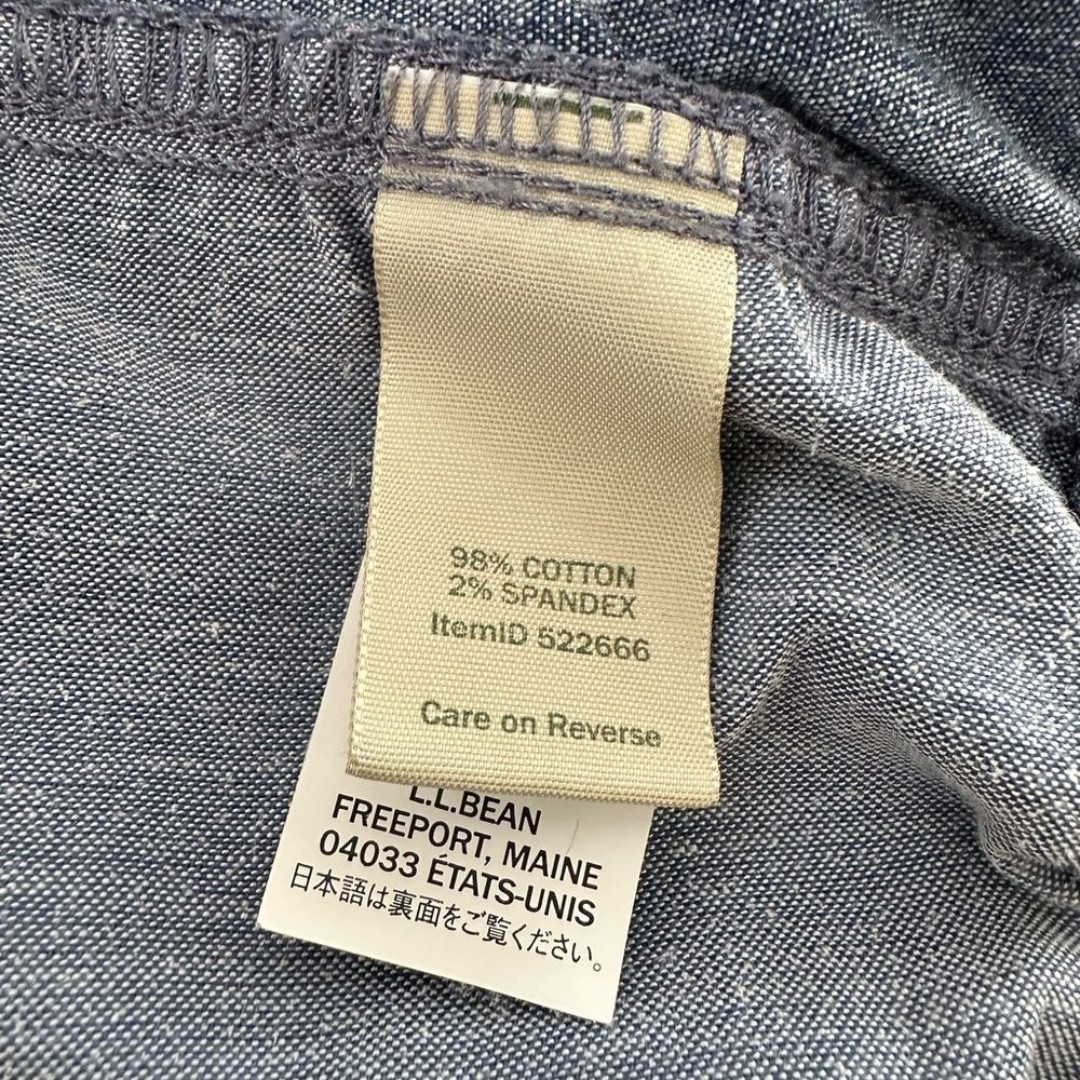 98% COTTON
2% SPANDEX
ItemID 522666
Care on Reverse
L.L.BEAN
FREEPORT, MAINE
04033 ÉTATS-UNIS
日本語は裏面をご覧ください。